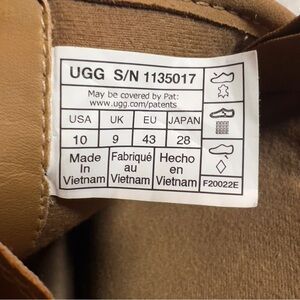 UGG S/N 1135017
May be covered by Pat:
www.ugg.com/patents
USA UK EU JAPAN
10 9 43 28
Made Fabriqué Hecho
In au en
Vietnam Vietnam Vietnam
F20022E